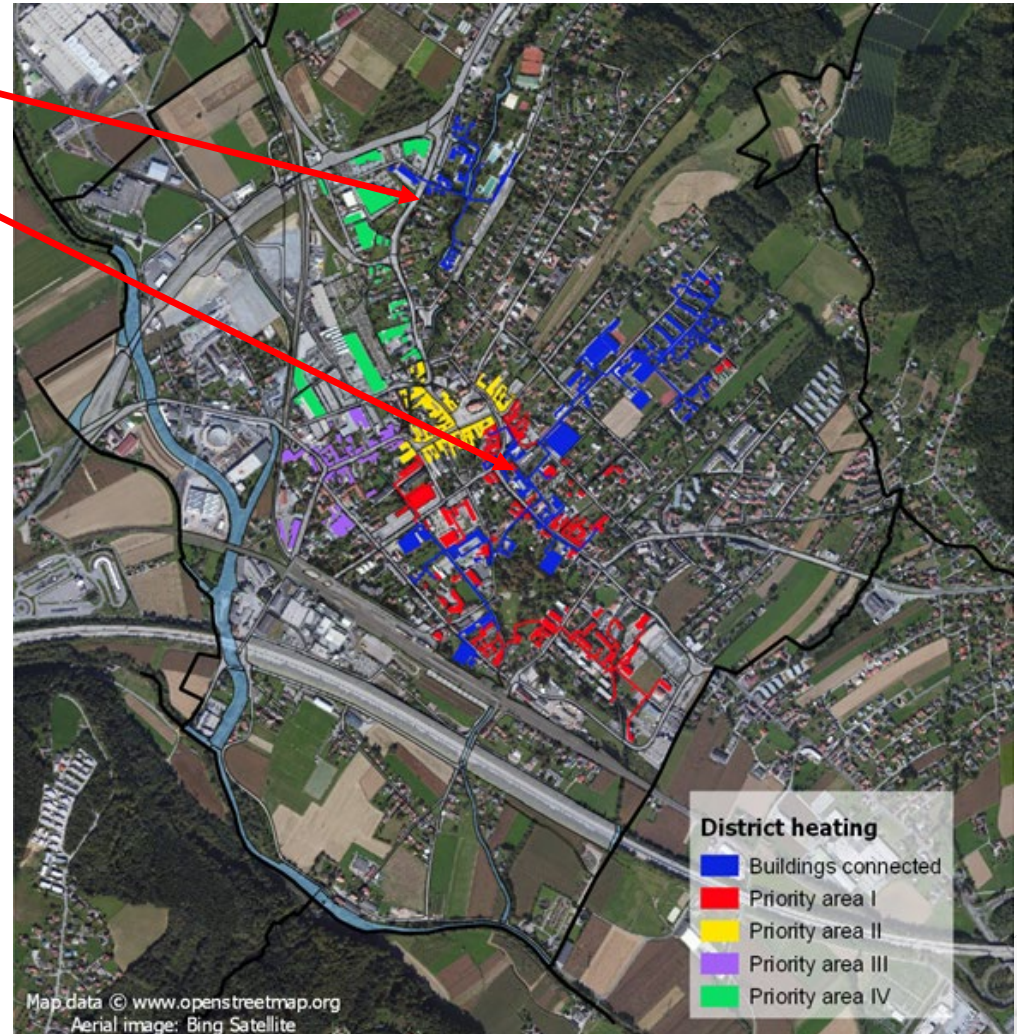 District heating
Buildings connected
Priority area I
Priority area II
Priority area III
Priority area IV
Map data © www.openstreetmap.org
Aerial image: Bing Satellite